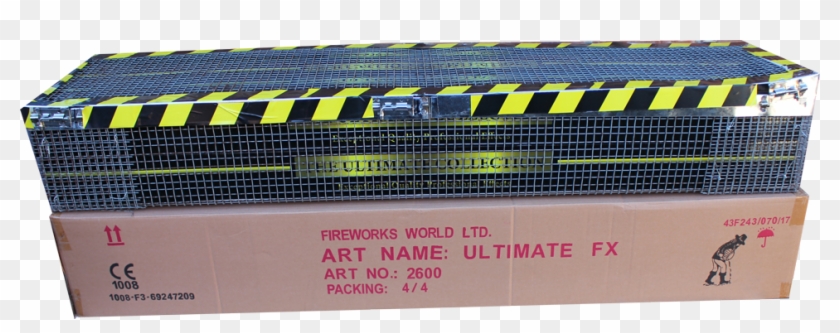 THE ULTIMATE COLLECTION
FIREWORKS WORLD LTD.
43F243/070/17
ART NAME: ULTIMATE FX
CE
1008
ART NO.: 2600
1008-F3-69247209
PACKING: 4/4